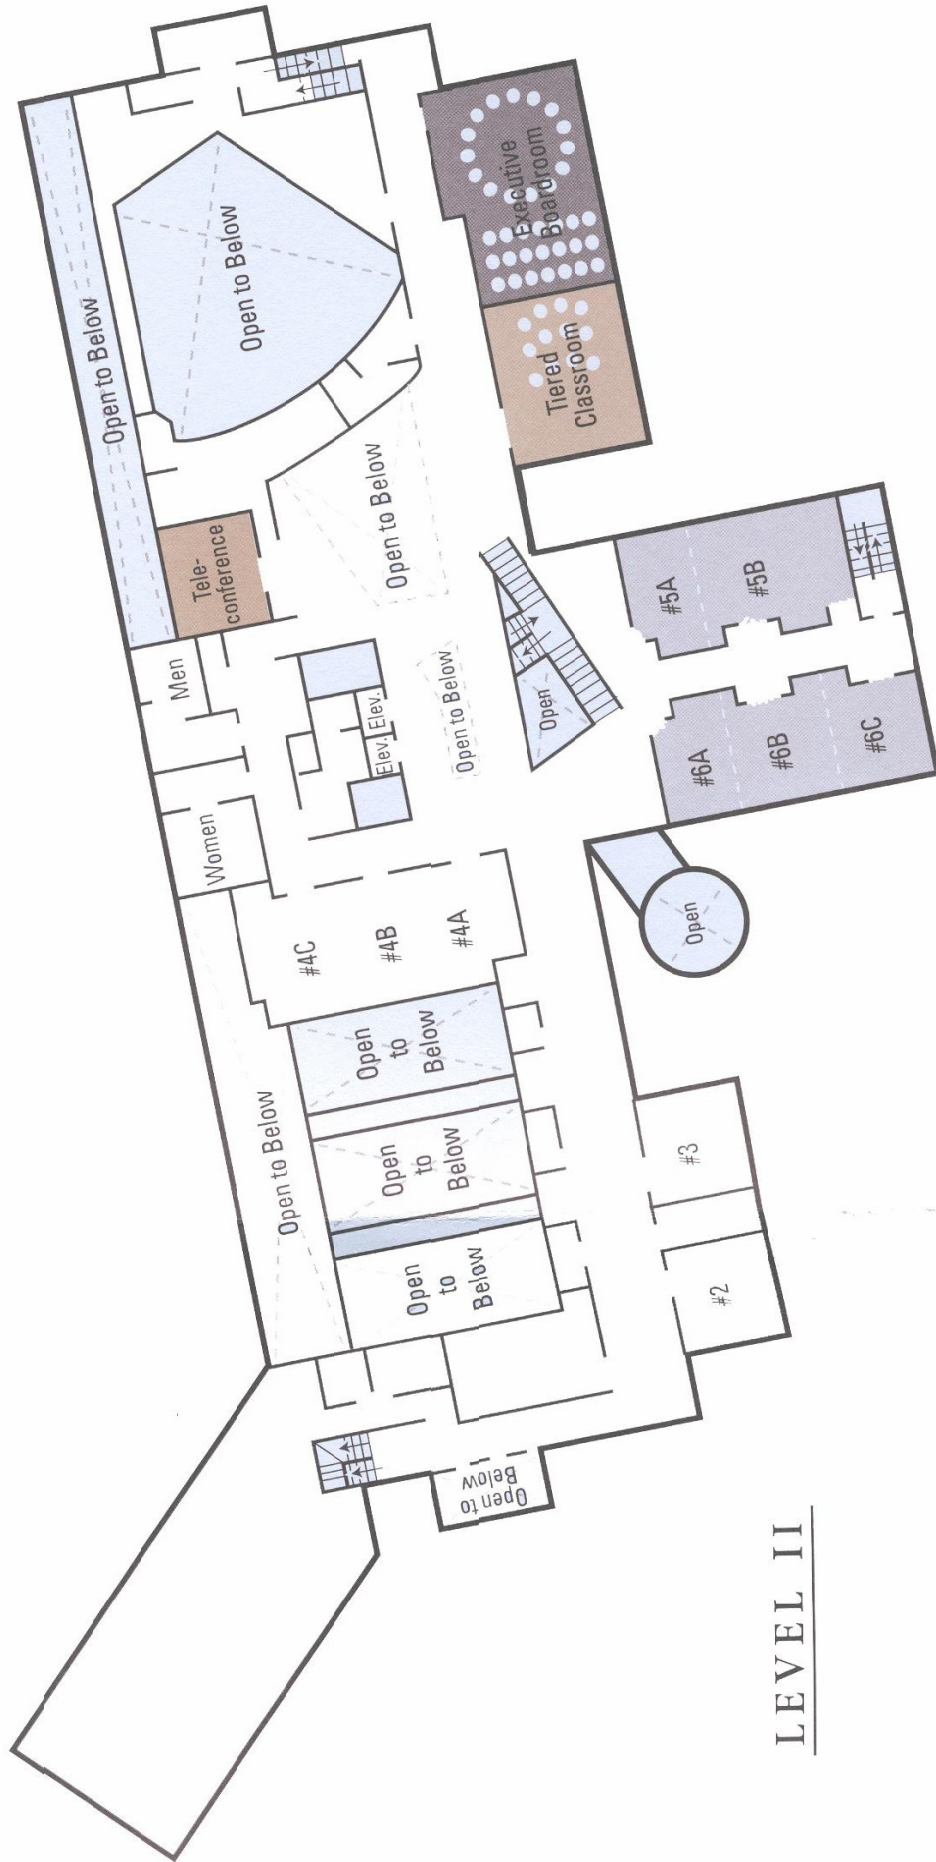 Open to Below
Open to Below
Women
Men
Tele-
conference
Open to Below
Open to
Below
Open
to
Below
Open
to
Below
Open
to
Below
#4C
#4B
#4A
Elev.
Elev.
Open to Below
Open to Below
Open
Tiered
Classroom
Executive
Boardroom
#2
#3
Open
#6A
#6B
#6C
#5A
#5B
LEVEL II